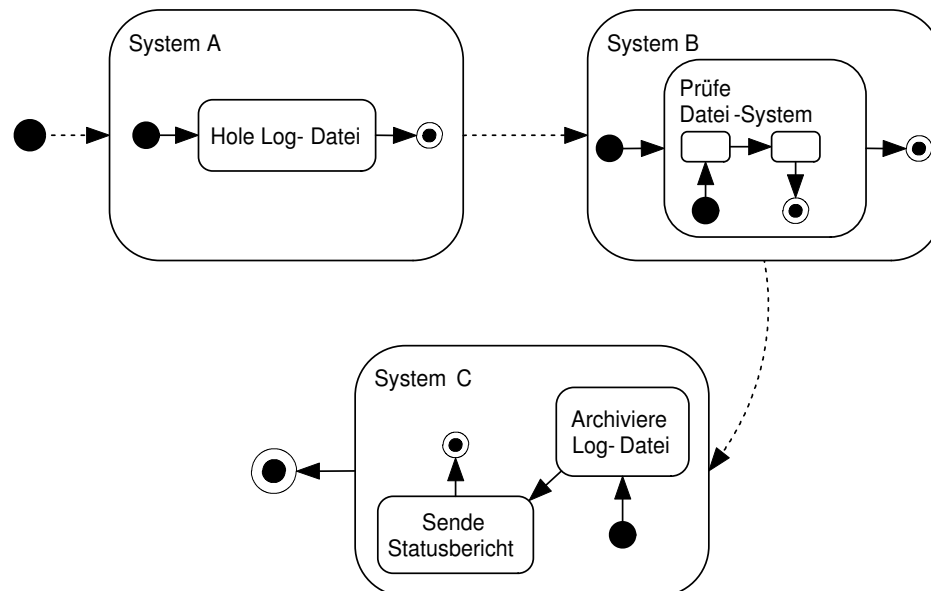 System A
Hole Log- Datei
System B
Prüfe
Datei -System
System C
Archiviere
Log- Datei
Sende
Statusbericht